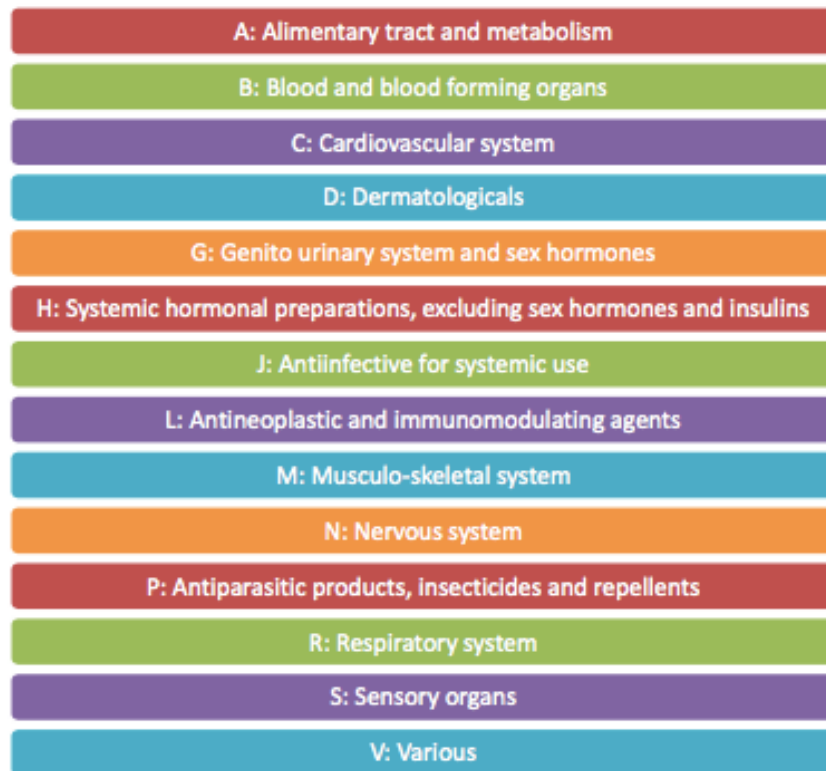 A: Alimentary tract and metabolism
B: Blood and blood forming organs
C: Cardiovascular system
D: Dermatologicals
G: Genito urinary system and sex hormones
H: Systemic hormonal preparations, excluding sex hormones and insulins
J: Antiinfective for systemic use
L: Antineoplastic and immunomodulating agents
M: Musculo-skeletal system
N: Nervous system
P: Antiparasitic products, insecticides and repellents
R: Respiratory system
S: Sensory organs
V: Various